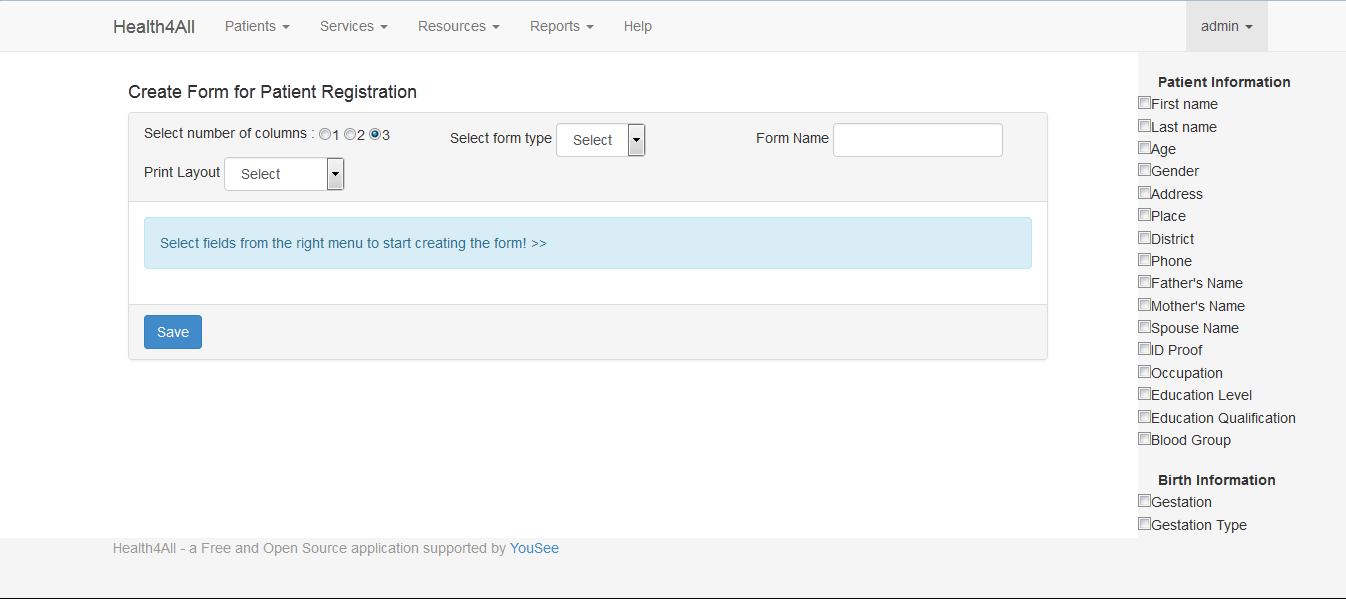 Health4All Patients Services Resources Reports Help admin
Create Form for Patient Registration
Select number of columns : 1 2 3 Select form type Select Form Name
Print Layout Select
Select fields from the right menu to start creating the form! >>
Save
Patient Information
First name
Last name
Age
Gender
Address
Place
District
Phone
Father's Name
Mother's Name
Spouse Name
ID Proof
Occupation
Education Level
Education Qualification
Blood Group
Birth Information
Gestation
Gestation Type
Health4All - a Free and Open Source application supported by YouSee